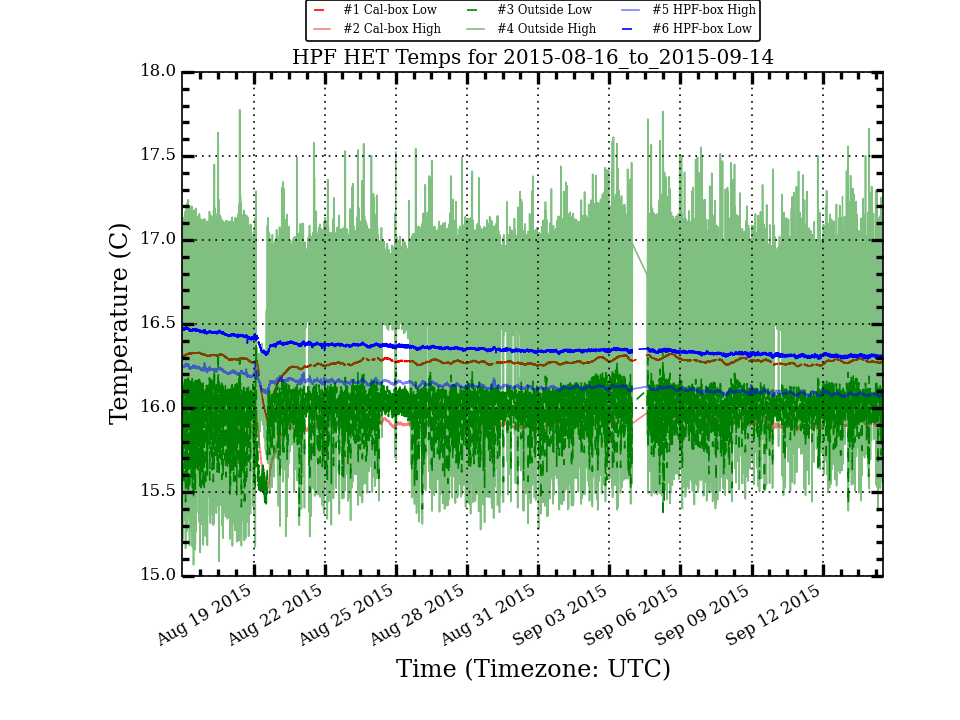 #1 Cal-box Low #3 Outside Low #5 HPF-box High
#2 Cal-box High #4 Outside High #6 HPF-box Low
HPF HET Temps for 2015-08-16_to_2015-09-14
18.0
17.5
17.0
16.5
16.0
15.5
15.0
Temperature (C)
Aug 19 2015
Aug 22 2015
Aug 25 2015
Aug 28 2015
Aug 31 2015
Sep 03 2015
Sep 06 2015
Sep 09 2015
Sep 12 2015
Time (Timezone: UTC)